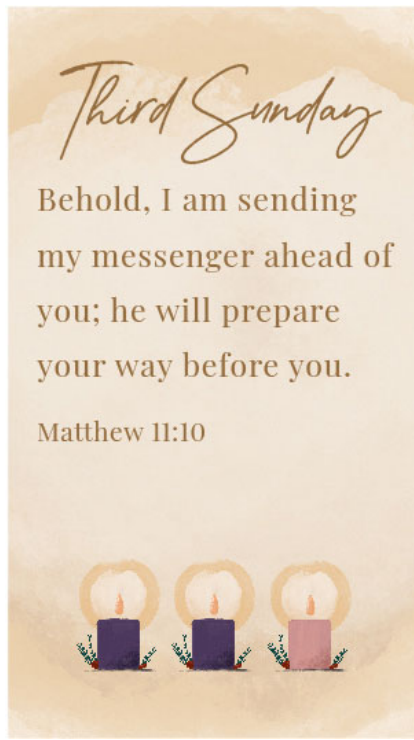 Third Sunday
Behold, I am sending
my messenger ahead of
you; he will prepare
your way before you.
Matthew 11:10